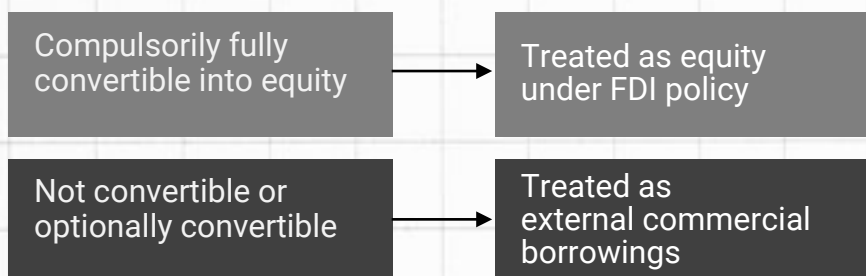 Compulsorily fully
convertible into equity
Treated as equity
under FDI policy
Not convertible or
optionally convertible
Treated as
external commercial
borrowings